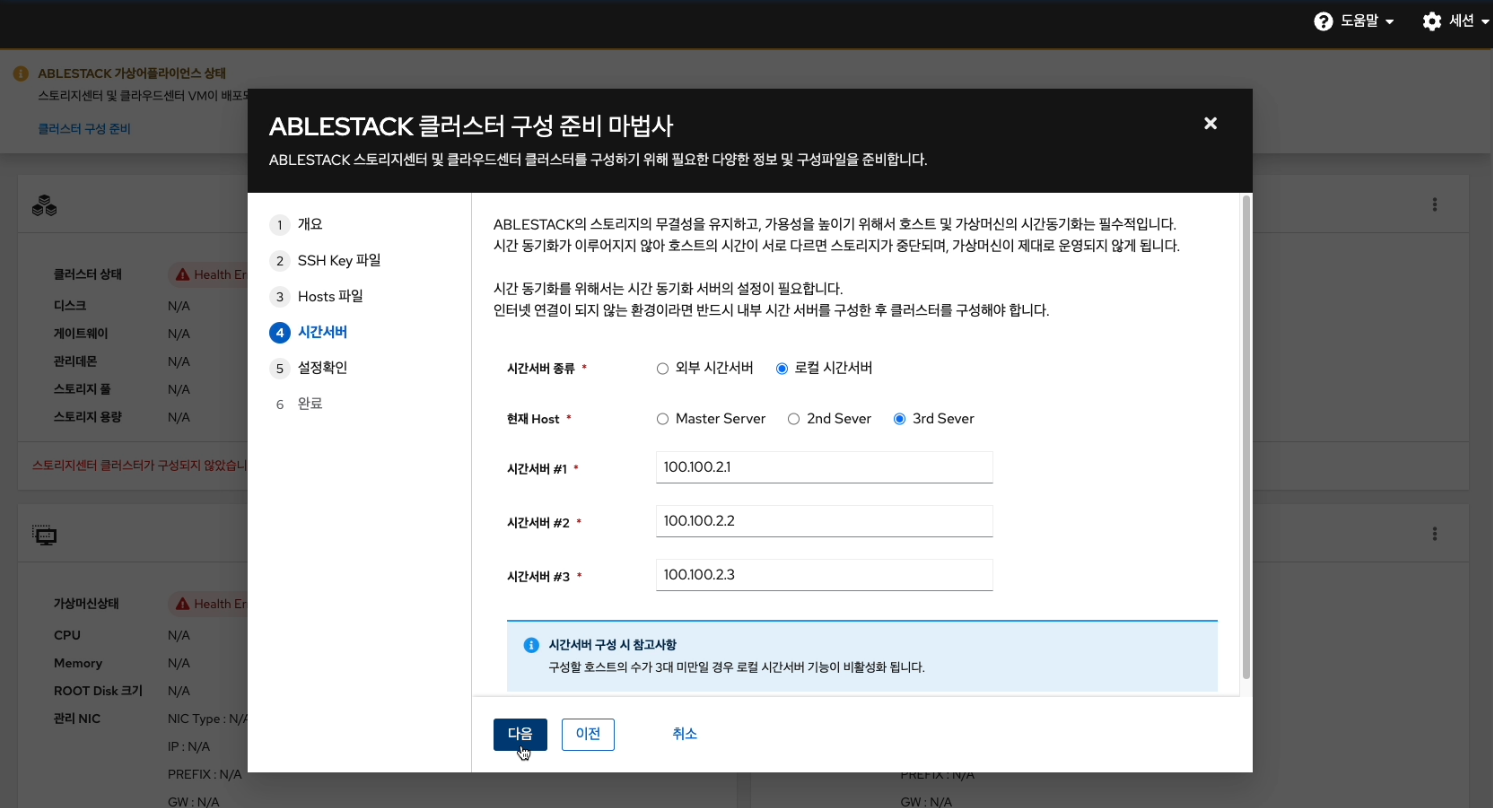 도움말
세션
ABLESTACK 가상어플라이언스 상태
스토리지센터 및 클라우드센터 VM이 배포되
클러스터 구성 준비
ABLESTACK 클러스터 구성 준비 마법사
ABLESTACK 스토리지센터 및 클라우드센터 클러스터를 구성하기 위해 필요한 다양한 정보 및 구성파일을 준비합니다.
1 개요
2 SSH Key 파일
3 Hosts 파일
4 시간서버
5 설정확인
6 완료
ABLESTACK의 스토리지의 무결성을 유지하고, 가용성을 높이기 위해서 호스트 및 가상머신의 시간동기화는 필수적입니다.
시간 동기화가 이루어지지 않아 호스트의 시간이 서로 다르면 스토리지가 중단되며, 가상머신이 제대로 운영되지 않게 됩니다.
시간 동기화를 위해서는 시간 동기화 서버의 설정이 필요합니다.
인터넷 연결이 되지 않는 환경이라면 반드시 내부 시간 서버를 구성한 후 클러스터를 구성해야 합니다.
시간서버 종류 * 외부 시간서버 로컬 시간서버
현재 Host * Master Server 2nd Sever 3rd Sever
시간서버 #1 * 100.100.2.1
시간서버 #2 * 100.100.2.2
시간서버 #3 * 100.100.2.3
시간서버 구성 시 참고사항
구성할 호스트의 수가 3대 미만일 경우 로컬 시간서버 기능이 비활성화 됩니다.
다음 이전 취소
클러스터 상태 Health Er
디스크 N/A
게이트웨이 N/A
관리데몬 N/A
스토리지 풀 N/A
스토리지 용량 N/A
스토리지센터 클러스터가 구성되지 않았습니
가상머신상태 Health Er
CPU N/A
Memory N/A
ROOT Disk 크기 N/A
관리 NIC NIC Type : N/A
IP : N/A
PREFIX : N/A
GW : N/A
PREFIX : N/A
GW : N/A